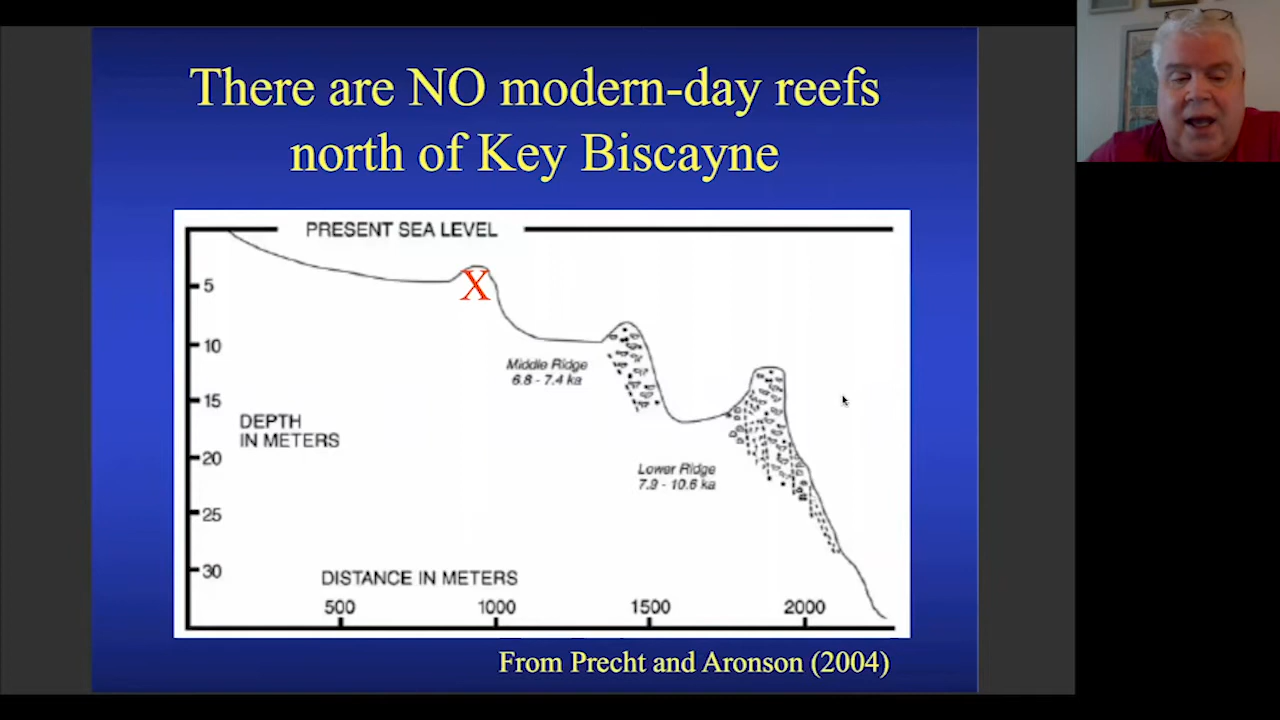 There are NO modern-day reefs
north of Key Biscayne
PRESENT SEA LEVEL
5
X
10
Middle Ridge
6.8 - 7.4 ka
15
DEPTH
IN METERS
20
Lower Ridge
7.9 - 10.6 ka
25
30
DISTANCE IN METERS
500
1000
1500
2000
From Precht and Aronson (2004)